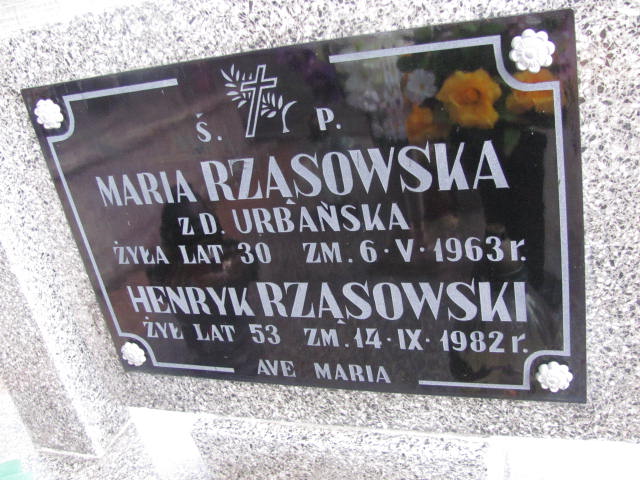 Ś. P.
MARIA RZĄSOWSKA
Z D. URBAŃSKA
ŻYŁA LAT 30 ZM. 6·V·1963 r.
HENRYK RZĄSOWSKI
ŻYŁ LAT 53 ZM. 14·IX·1982 r.
AVE MARIA